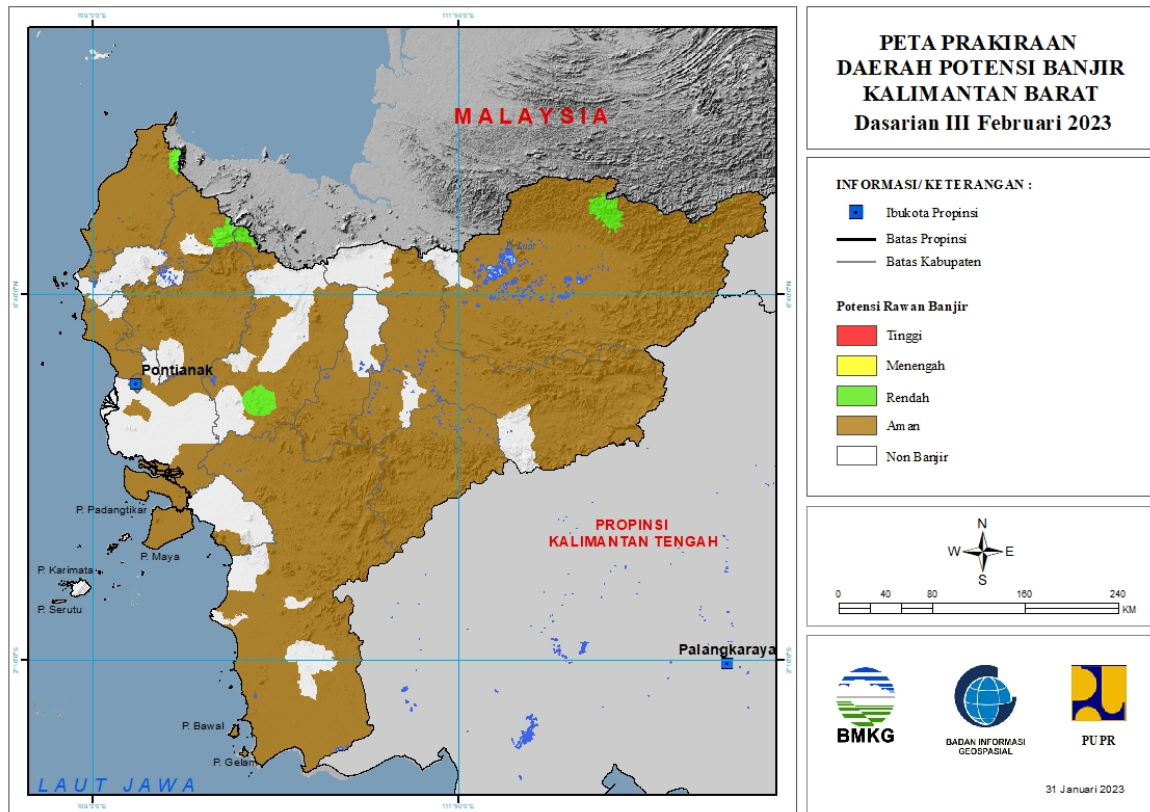 PETA PRAKIRAAN
DAERAH POTENSI BANJIR
KALIMANTAN BARAT
Dasarian III Februari 2023
INFORMASI/ KETERANGAN :
Ibukota Propinsi
Batas Propinsi
Batas Kabupaten
Potensi Rawan Banjir
Tinggi
Menengah
Rendah
Aman
Non Banjir
N
W E
S
0 40 80 160 240
KM
BMKG
BADAN INFORMASI
GEOSPASIAL
PUPR
31 Januari 2023
MALAYSIA
Pontianak
P. Padangtikar
P. Maya
P. Karimata
P. Serutu
PROPINSI
KALIMANTAN TENGAH
Palangkaraya
P. Bawal
P. Gelam
LAUT JAWA